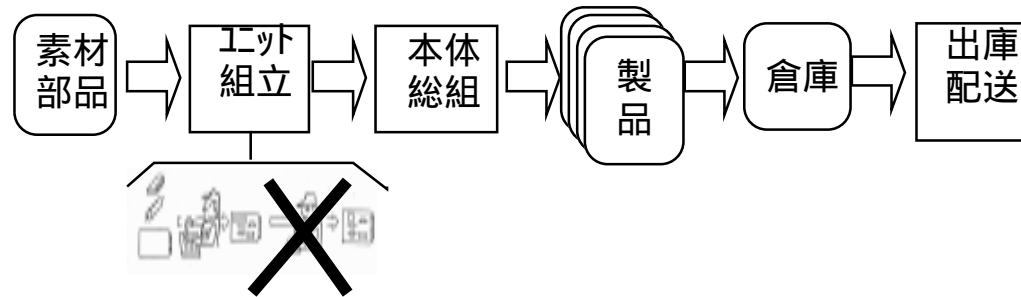 素材
部品
ユニット
組立
本体
総組
製
品
倉庫
出庫
配送